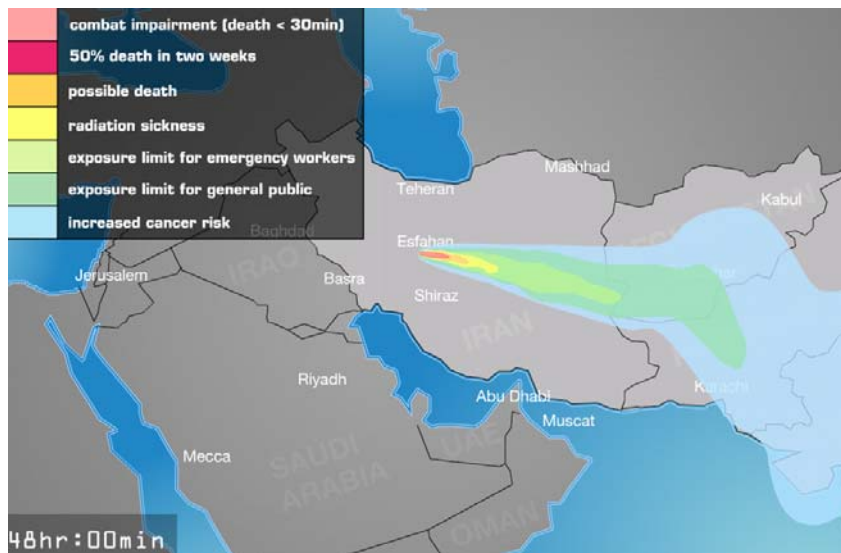 combat impairment (death < 30min)
50% death in two weeks
possible death
radiation sickness
exposure limit for emergency workers
exposure limit for general public
increased cancer risk
Mashhad
Teheran
Kabul
Baghdad
Esfahan
IRAQ
Jerusalem
Basra
Shiraz
IRAN
Karachi
Riyadh
Abu Dhabi
Muscat
Mecca
SAUDI
ARABIA
UAE
OMAN
48hr:00min